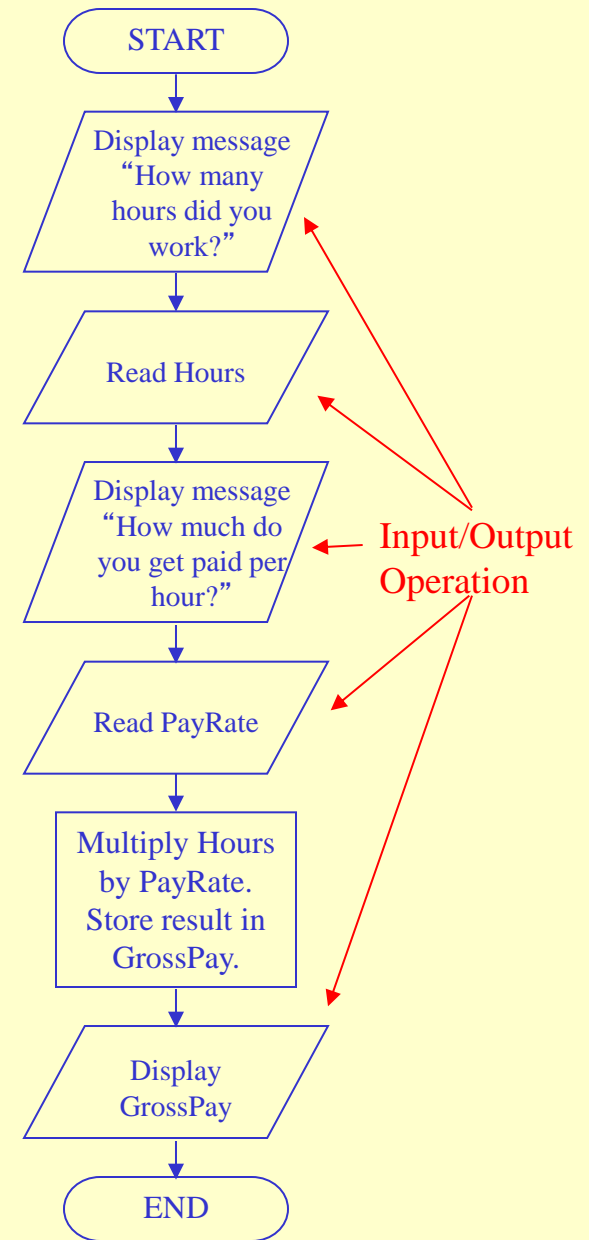 START
Display message
“How many
hours did you
work?”
Read Hours
Display message
“How much do
you get paid per
hour?”
Input/Output
Operation
Read PayRate
Multiply Hours
by PayRate.
Store result in
GrossPay.
Display
GrossPay
END